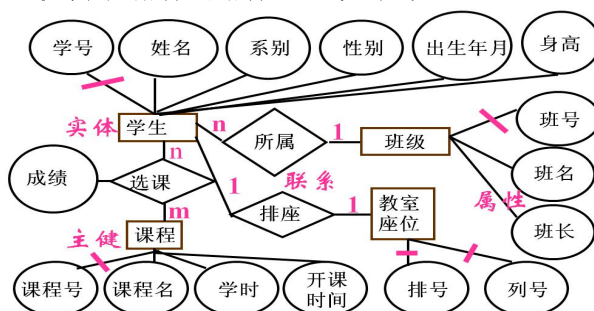 学号
姓名
系别
性别
出生年月
身高
实体
学生
n
所属
1
班级
班号
n
成绩
选课
1
联系
班名
m
排座
1
教室
座位
属性
班长
主健
课程
课程号
课程名
学时
开课
时间
排号
列号